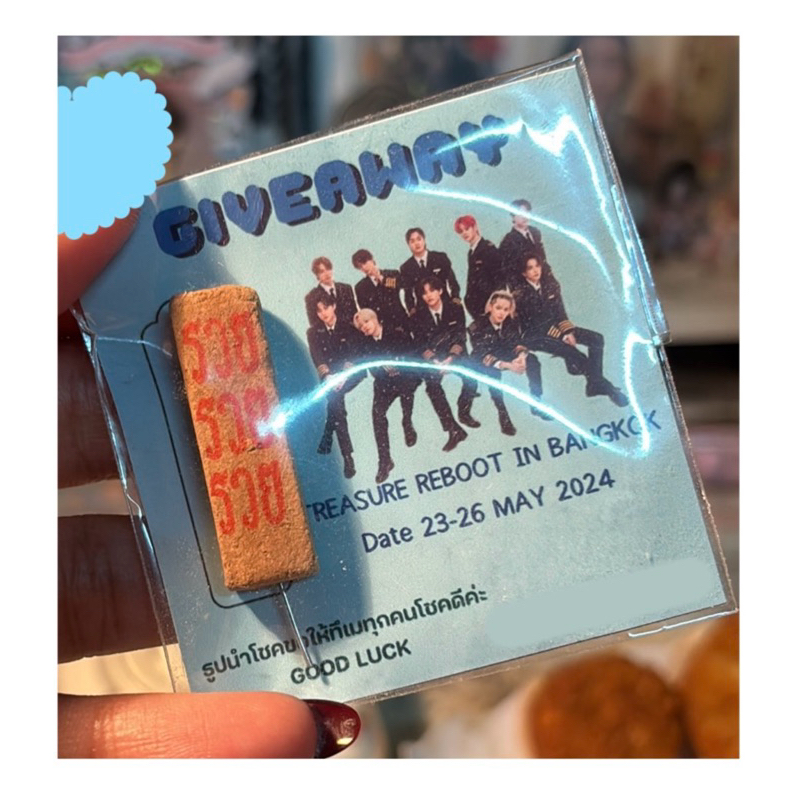 GIVEAWAY
รวย
รวย
รวย
TREASURE REBOOT IN BANGKOK
Date 23-26 MAY 2024
ธูปนำโชคขอให้ทีเมทุกคนโชคดีค่ะ
GOOD LUCK